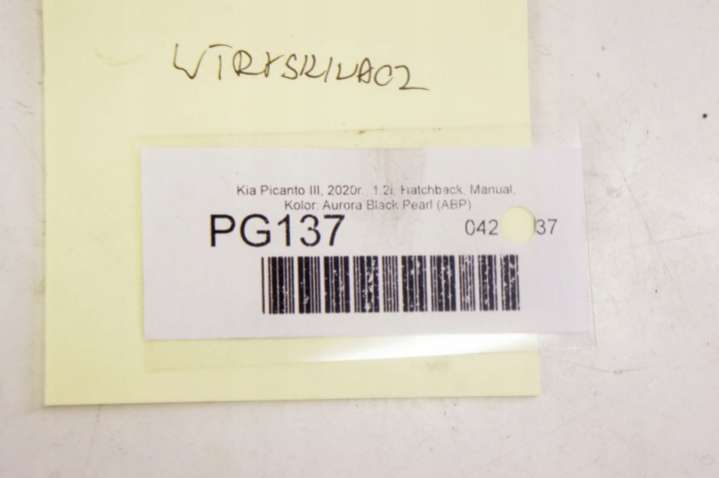 WTRYSKIWACZ
Kia Picanto III, 2020r., 1.2i, Hatchback, Manual,
Kolor: Aurora Black Pearl (ABP)
PG137
042 37